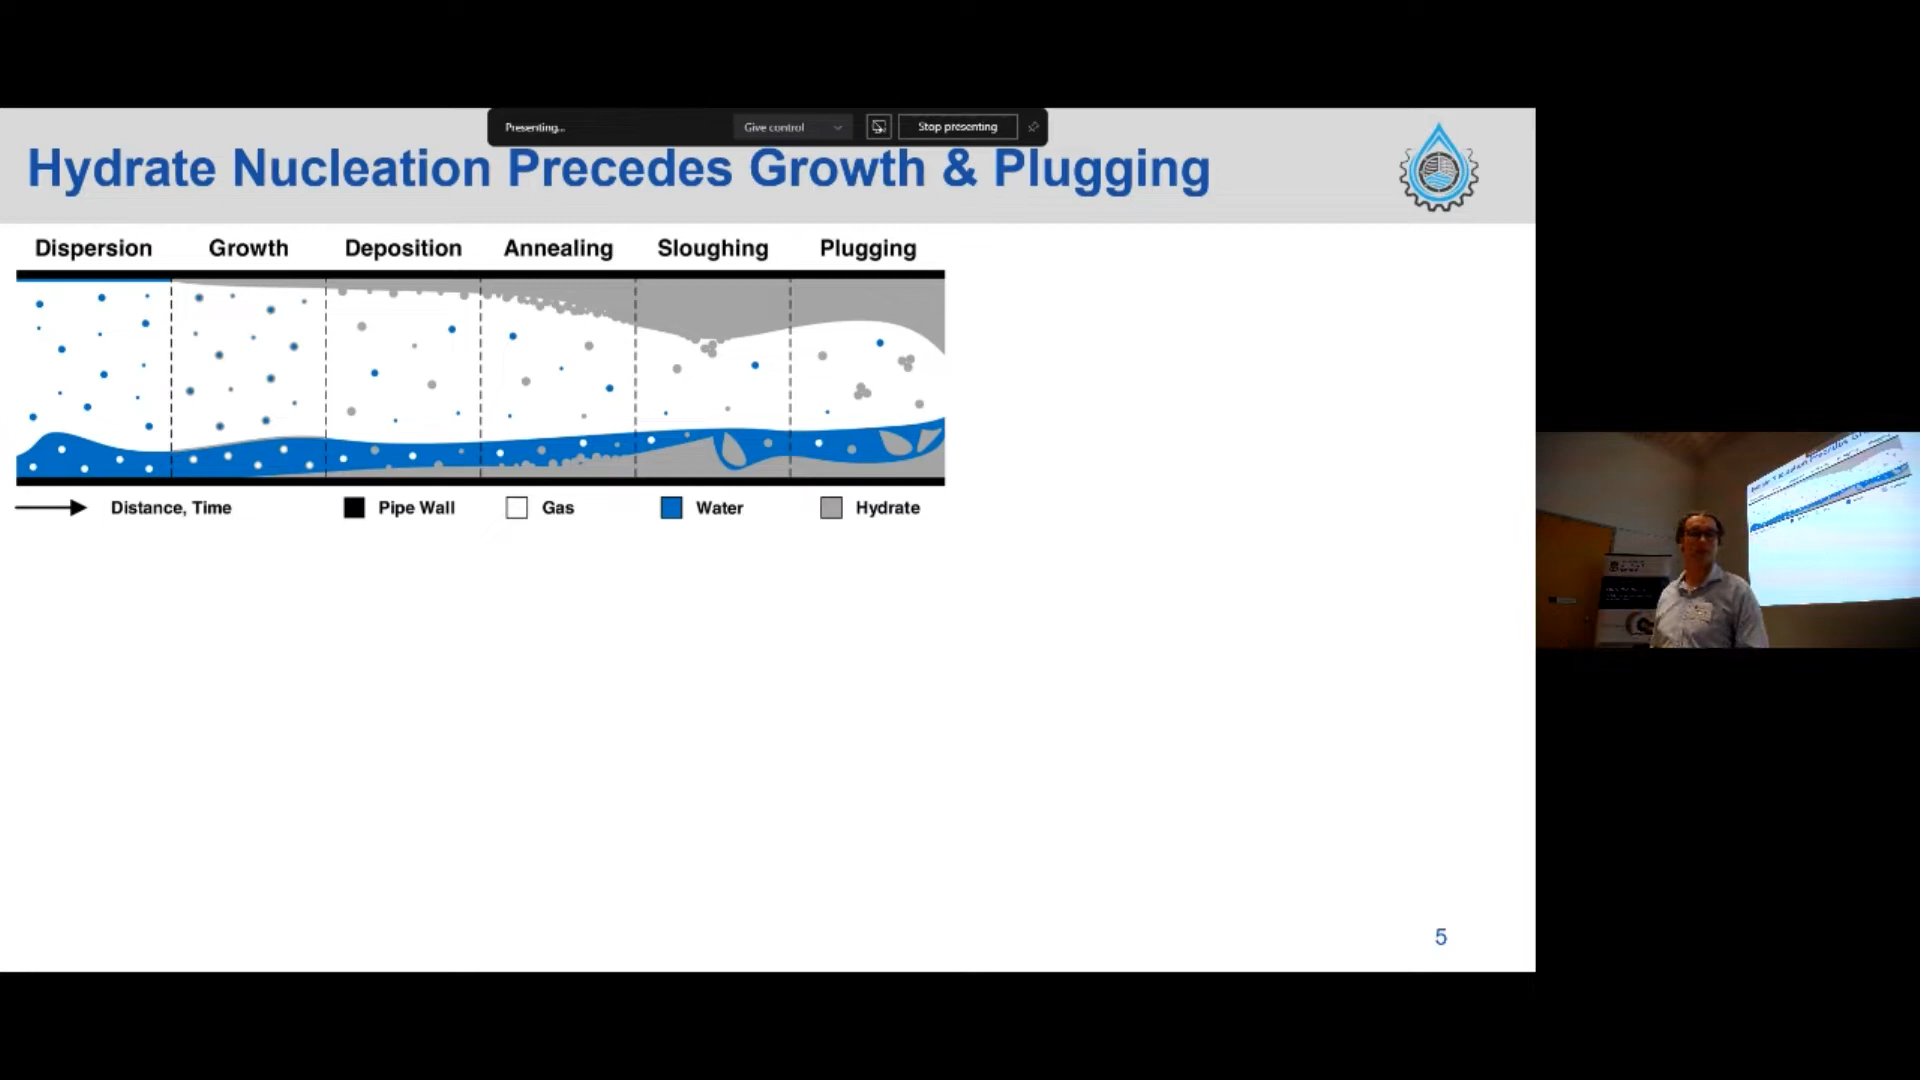 Presenting...
Give control
Stop presenting
Hydrate Nucleation Precedes Growth & Plugging
Dispersion Growth Deposition Annealing Sloughing Plugging
Distance, Time Pipe Wall Gas Water Hydrate
5